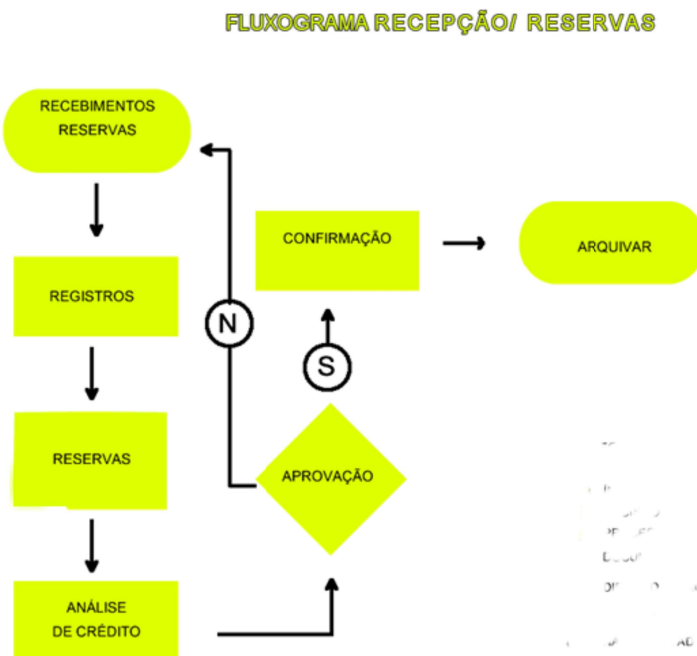 FLUXOGRAMA RECEPÇÃO/ RESERVAS
RECEBIMENTOS
RESERVAS
REGISTROS
RESERVAS
ANÁLISE
DE CRÉDITO
N
S
APROVAÇÃO
CONFIRMAÇÃO
ARQUIVAR